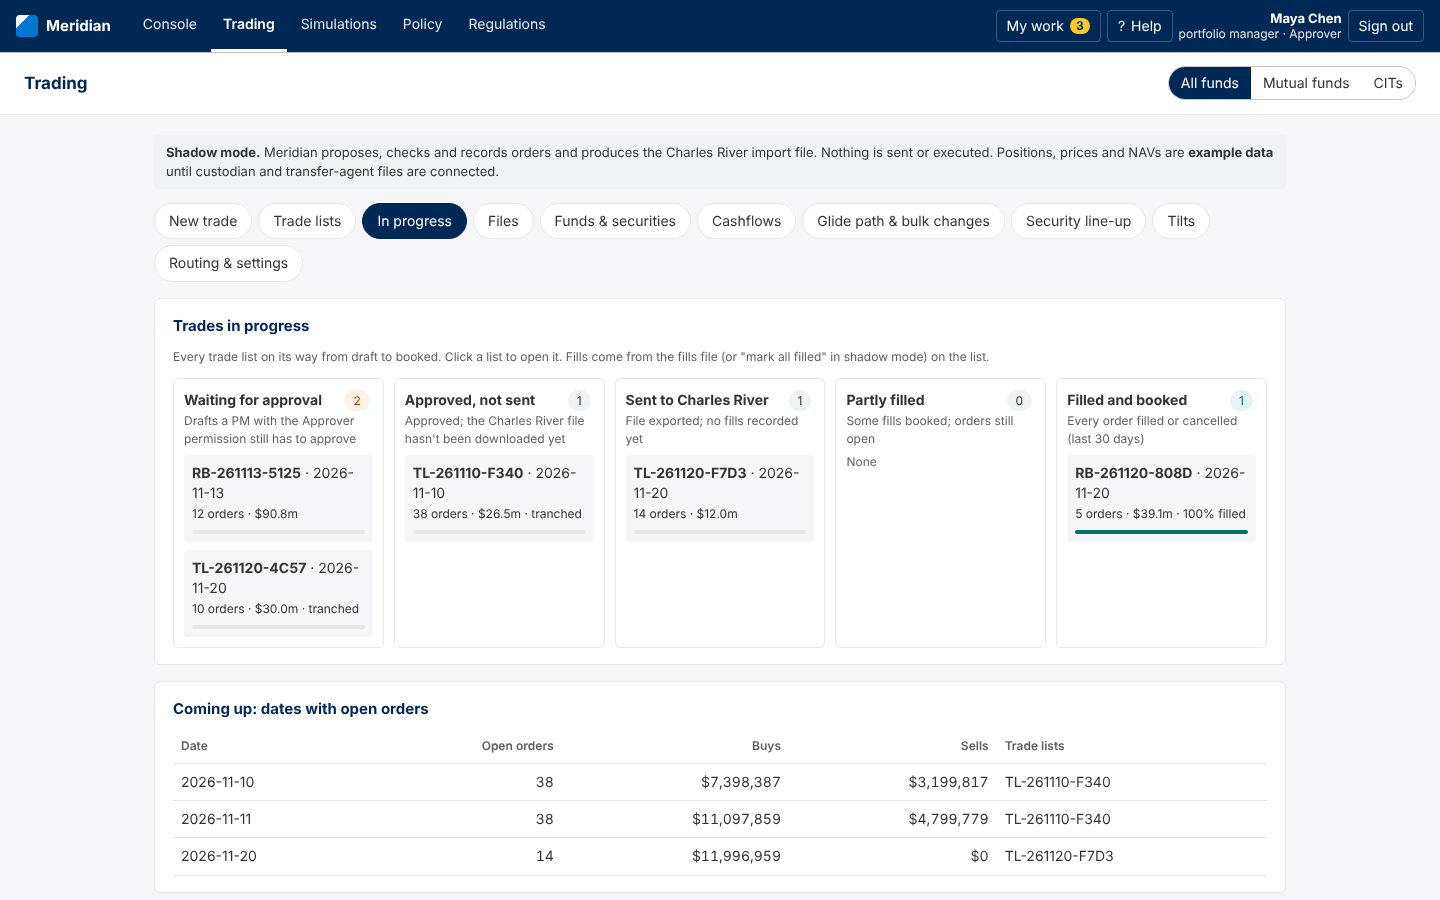 Meridian
Console
Trading
Simulations
Policy
Regulations
My work 3
? Help
Maya Chen
portfolio manager · Approver
Sign out
Trading
All funds
Mutual funds
CITs
Shadow mode. Meridian proposes, checks and records orders and produces the Charles River import file. Nothing is sent or executed. Positions, prices and NAVs are example data
until custodian and transfer-agent files are connected.
New trade
Trade lists
In progress
Files
Funds & securities
Cashflows
Glide path & bulk changes
Security line-up
Tilts
Routing & settings
Trades in progress
Every trade list on its way from draft to booked. Click a list to open it. Fills come from the fills file (or "mark all filled" in shadow mode) on the list.
Waiting for approval 2
Drafts a PM with the Approver
permission still has to approve
RB-261113-5125 · 2026-
11-13
12 orders · $90.8m
TL-261120-4C57 · 2026-
11-20
10 orders · $30.0m · tranched
Approved, not sent 1
Approved; the Charles River file
hasn't been downloaded yet
TL-261110-F340 · 2026-
11-10
38 orders · $26.5m · tranched
Sent to Charles River 1
File exported; no fills recorded
yet
TL-261120-F7D3 · 2026-
11-20
14 orders · $12.0m
Partly filled 0
Some fills booked; orders still
open
None
Filled and booked 1
Every order filled or cancelled
(last 30 days)
RB-261120-808D · 2026-
11-20
5 orders · $39.1m · 100% filled
Coming up: dates with open orders
Date Open orders Buys Sells Trade lists
2026-11-10 38 $7,398,387 $3,199,817 TL-261110-F340
2026-11-11 38 $11,097,859 $4,799,779 TL-261110-F340
2026-11-20 14 $11,996,959 $0 TL-261120-F7D3